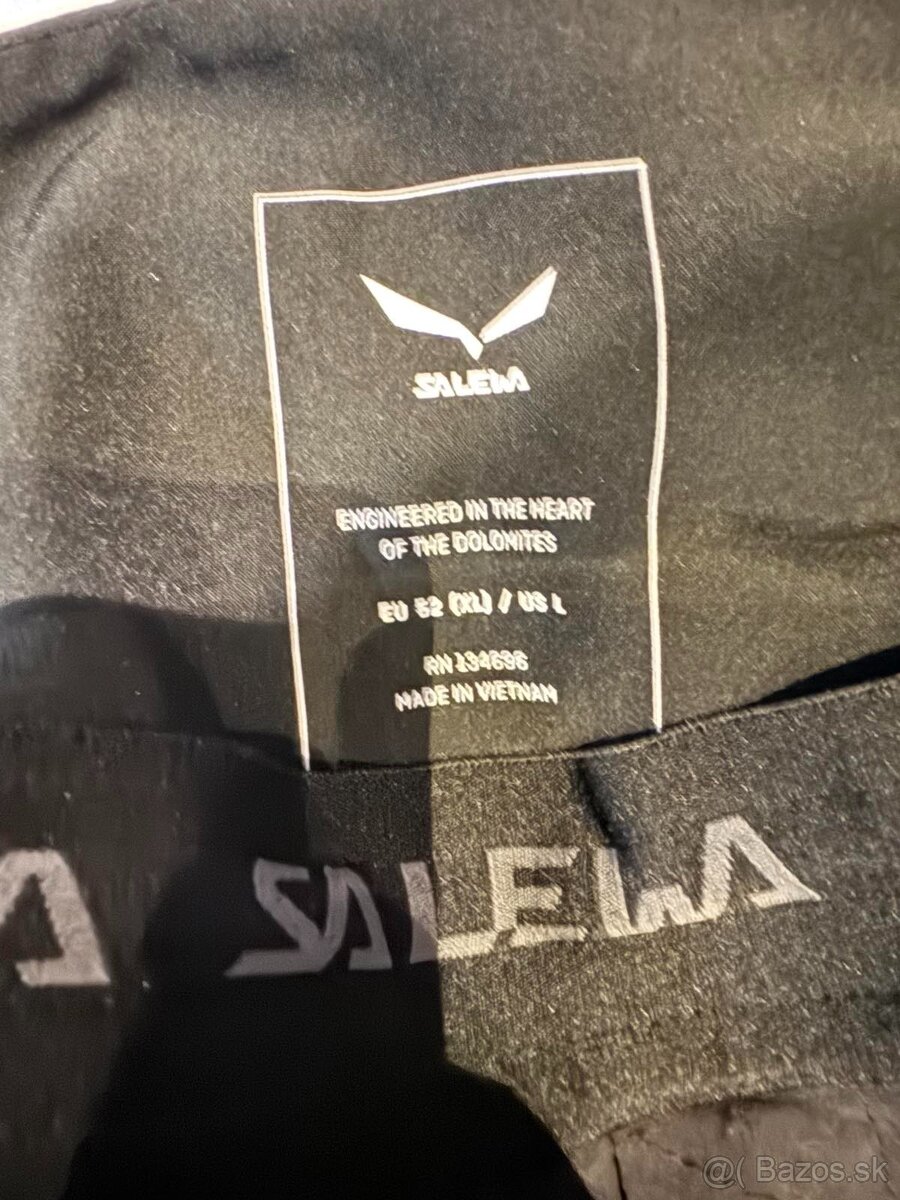 SALEWA
ENGINEERED IN THE HEART
OF THE DOLOMITES
EU 52 (XL) / US L
RN 134696
MADE IN VIETNAM
A SALEWA
@( Bazos.sk